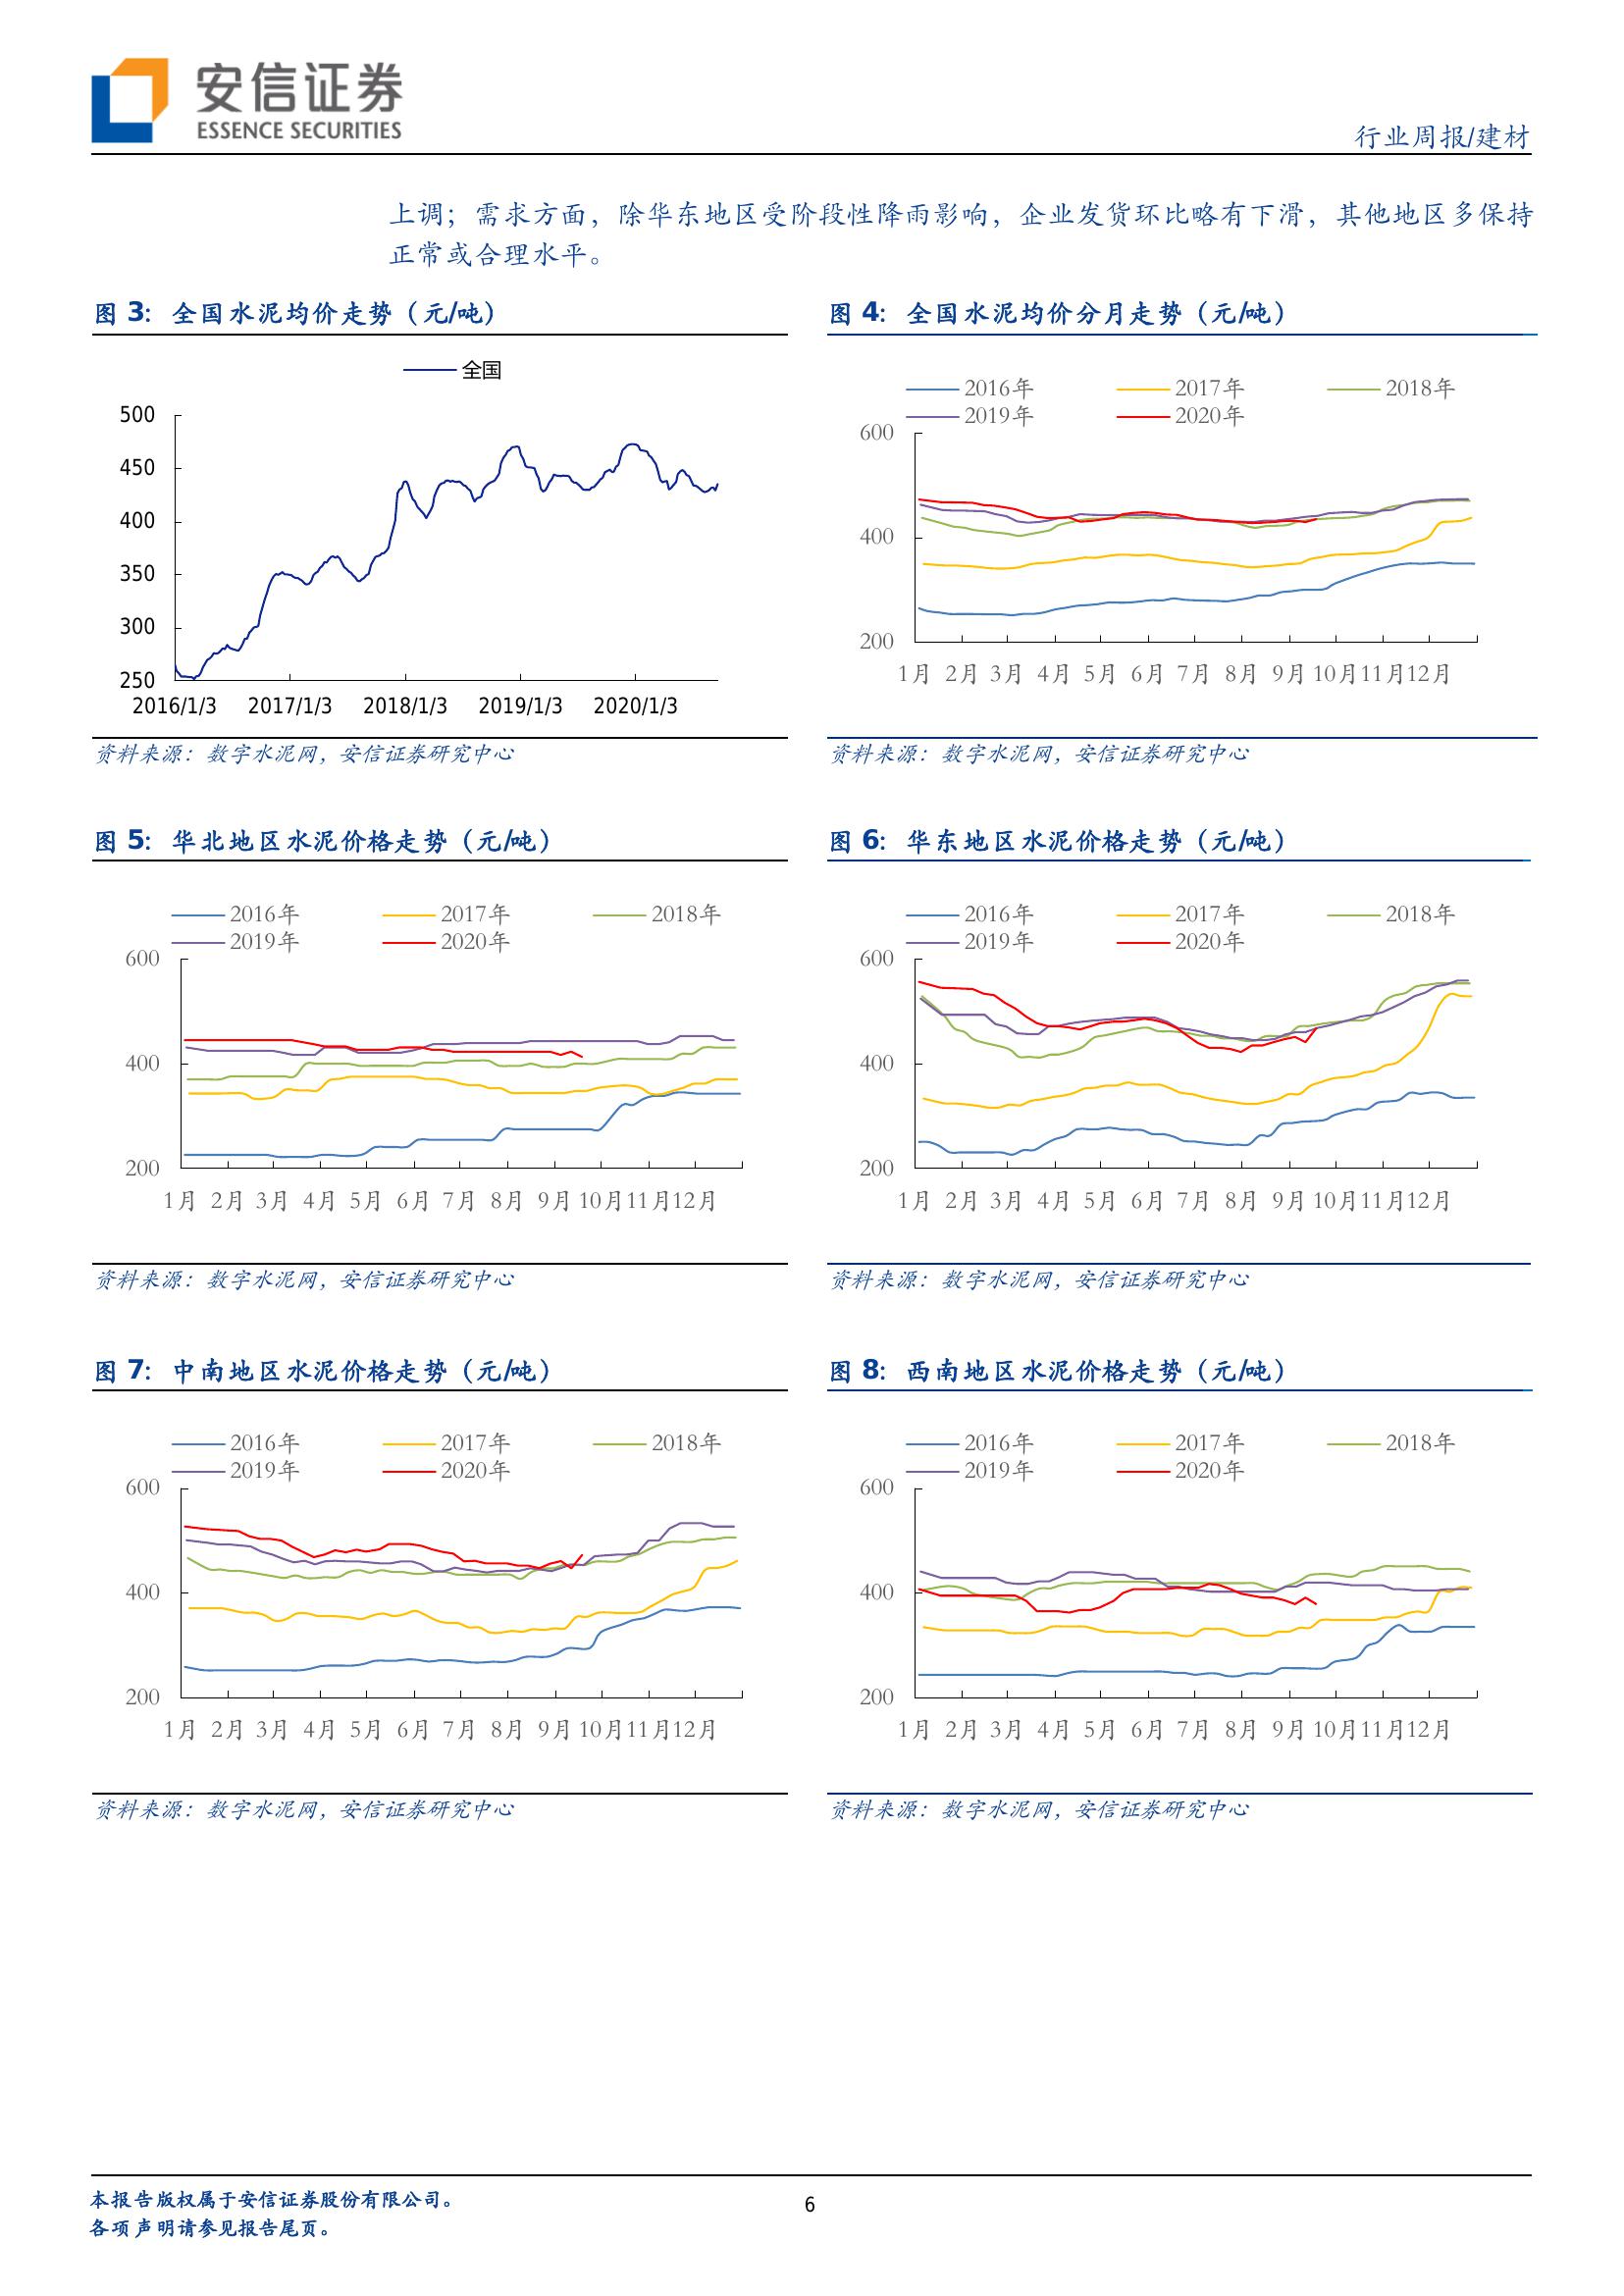 安信证券
ESSENCE SECURITIES
行业周报/建材
上调；需求方面，除华东地区受阶段性降雨影响，企业发货环比略有下滑，其他地区多保持
正常或合理水平。
图 3：全国水泥均价走势（元/吨）
全国
500
450
400
350
300
250
2016/1/3 2017/1/3 2018/1/3 2019/1/3 2020/1/3
资料来源：数字水泥网，安信证券研究中心
图 4：全国水泥均价分月走势（元/吨）
2016年 2017年 2018年
2019年 2020年
600
400
200
1月 2月 3月 4月 5月 6月 7月 8月 9月 10月 11月 12月
资料来源：数字水泥网，安信证券研究中心
图 5：华北地区水泥价格走势（元/吨）
2016年 2017年 2018年
2019年 2020年
600
400
200
1月 2月 3月 4月 5月 6月 7月 8月 9月 10月 11月 12月
资料来源：数字水泥网，安信证券研究中心
图 6：华东地区水泥价格走势（元/吨）
2016年 2017年 2018年
2019年 2020年
600
400
200
1月 2月 3月 4月 5月 6月 7月 8月 9月 10月 11月 12月
资料来源：数字水泥网，安信证券研究中心
图 7：中南地区水泥价格走势（元/吨）
2016年 2017年 2018年
2019年 2020年
600
400
200
1月 2月 3月 4月 5月 6月 7月 8月 9月 10月 11月 12月
资料来源：数字水泥网，安信证券研究中心
图 8：西南地区水泥价格走势（元/吨）
2016年 2017年 2018年
2019年 2020年
600
400
200
1月 2月 3月 4月 5月 6月 7月 8月 9月 10月 11月 12月
资料来源：数字水泥网，安信证券研究中心
本报告版权属于安信证券股份有限公司。
各项声明请参见报告尾页。
6